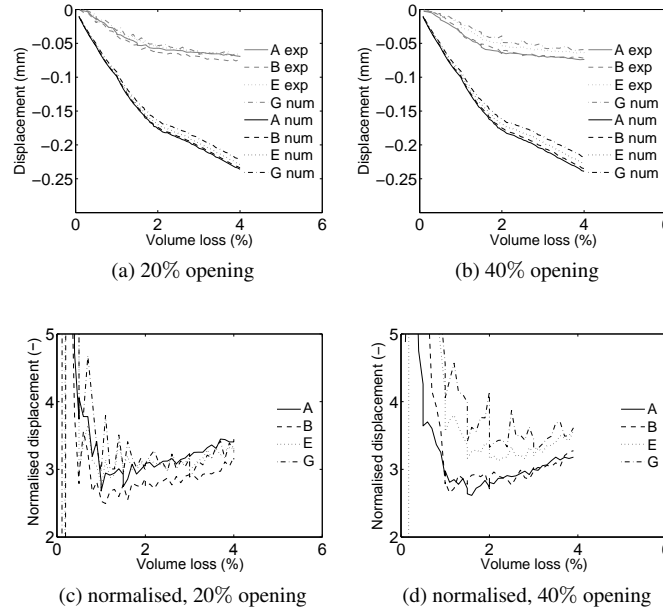 0
−0.05
−0.1
−0.15
−0.2
−0.25
Displacement (mm)
0 2 4 6
Volume loss (%)
A exp
B exp
E exp
G num
A num
B num
E num
G num
(a) 20% opening
0
−0.05
−0.1
−0.15
−0.2
−0.25
Displacement (mm)
0 2 4 6
Volume loss (%)
A exp
B exp
E exp
G num
A num
B num
E num
G num
(b) 40% opening
5
4
3
2
Normalised displacement (−)
0 2 4 6
Volume loss (%)
A
B
E
G
(c) normalised, 20% opening
5
4
3
2
Normalised displacement (−)
0 2 4 6
Volume loss (%)
A
B
E
G
(d) normalised, 40% opening